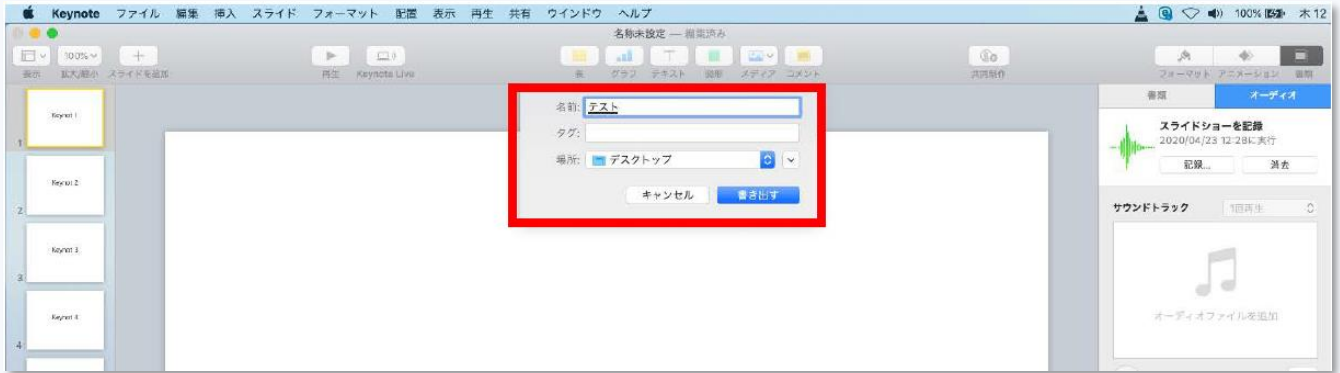 Keynote ファイル 編集 挿入 スライド フォーマット 配置 表示 再生 共有 ウインドウ ヘルプ 100% 木12
名称未設定 — 編集済み
100%
表示 拡大/縮小 スライドを追加 再生 Keynote Live 表 グラフ テキスト 図形 メディア コメント 共同制作 フォーマット アニメーション 書類
書類 オーディオ
名前: テスト
タグ:
場所: デスクトップ
キャンセル 書き出す
スライドショーを記録
2020/04/23 12:28に実行
記録... 消去
サウンドトラック 1回再生
オーディオファイルを追加
Keynot 1
1
Keynot 2
2
Keynot 3
3
Keynot 4
4